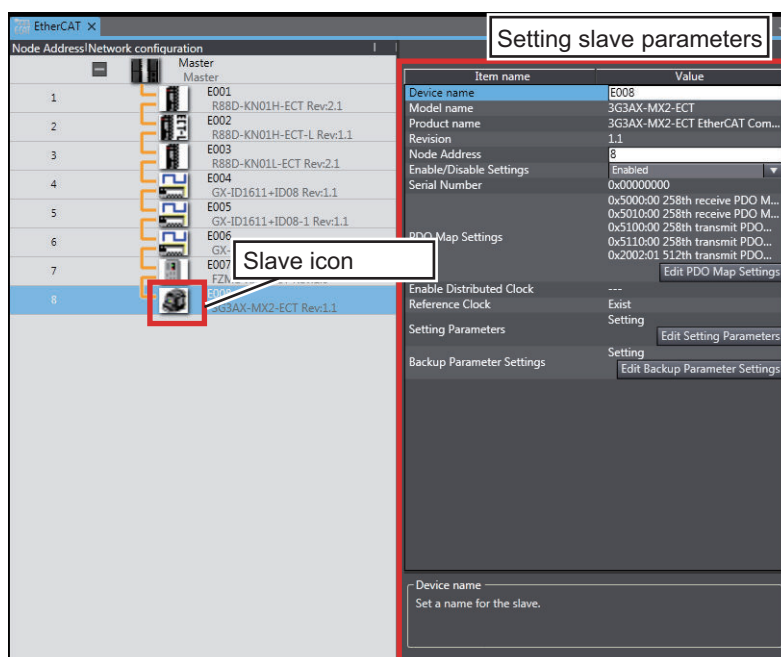 EtherCAT ×
Setting slave parameters
Node Address|Network configuration
Master
Master
1 E001
R88D-KN01H-ECT Rev:2.1
2 E002
R88D-KN01H-ECT-L Rev:1.1
3 E003
R88D-KN01L-ECT Rev:2.1
4 E004
GX-ID1611+ID08 Rev:1.1
5 E005
GX-ID1611+ID08-1 Rev:1.1
6 E006
GX-
7 E007
Slave icon
8
3G3AX-MX2-ECT Rev:1.1
Item name Value
Device name E008
Model name 3G3AX-MX2-ECT
Product name 3G3AX-MX2-ECT EtherCAT Com...
Revision 1.1
Node Address 8
Enable/Disable Settings Enabled
Serial Number 0x00000000
PDO Map Settings
0x5000:00 258th receive PDO M...
0x5010:00 258th receive PDO M...
0x5100:00 258th transmit PDO...
0x5110:00 258th transmit PDO...
0x2002:01 512th transmit PDO...
Edit PDO Map Settings
Enable Distributed Clock ---
Reference Clock Exist
Setting Parameters Setting
Edit Setting Parameters
Backup Parameter Settings Setting
Edit Backup Parameter Settings
Device name
Set a name for the slave.